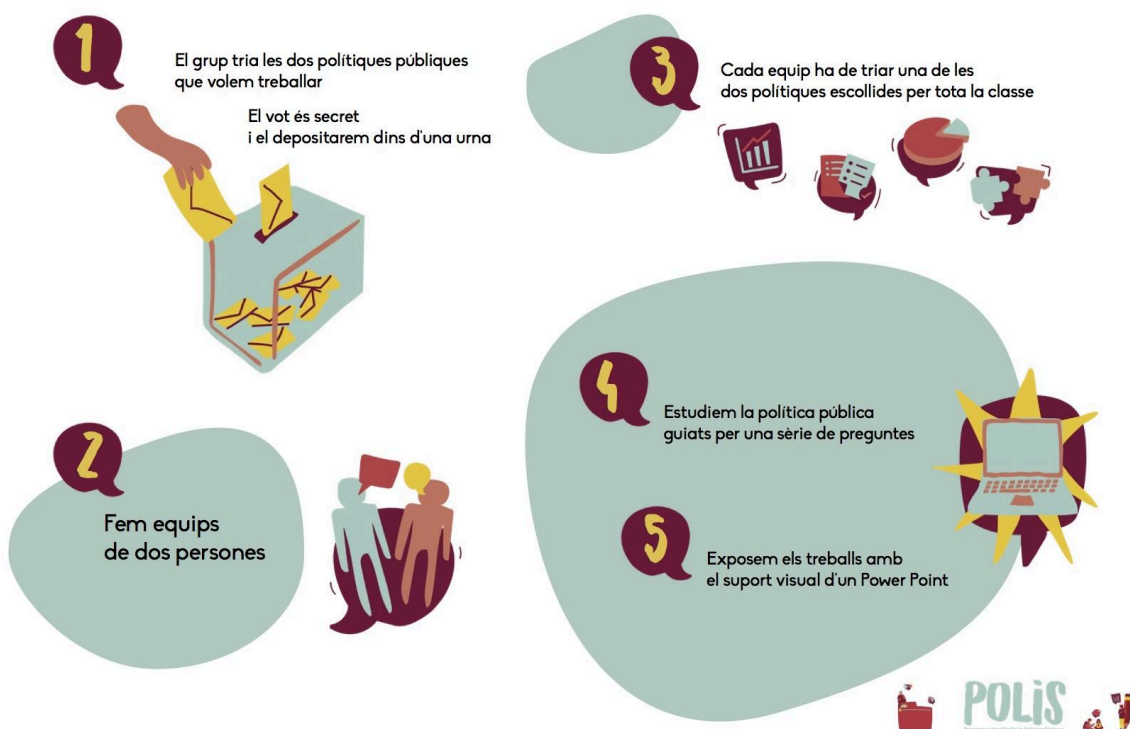 1
El grup tria les dos polítiques públiques
que volem treballar
El vot és secret
i el depositarem dins d'una urna
2
Fem equips
de dos persones
3
Cada equip ha de triar una de les
dos polítiques escollides per tota la classe
4
Estudiem la política pública
guiats per una sèrie de preguntes
5
Exposem els treballs amb
el suport visual d'un Power Point
POLiS